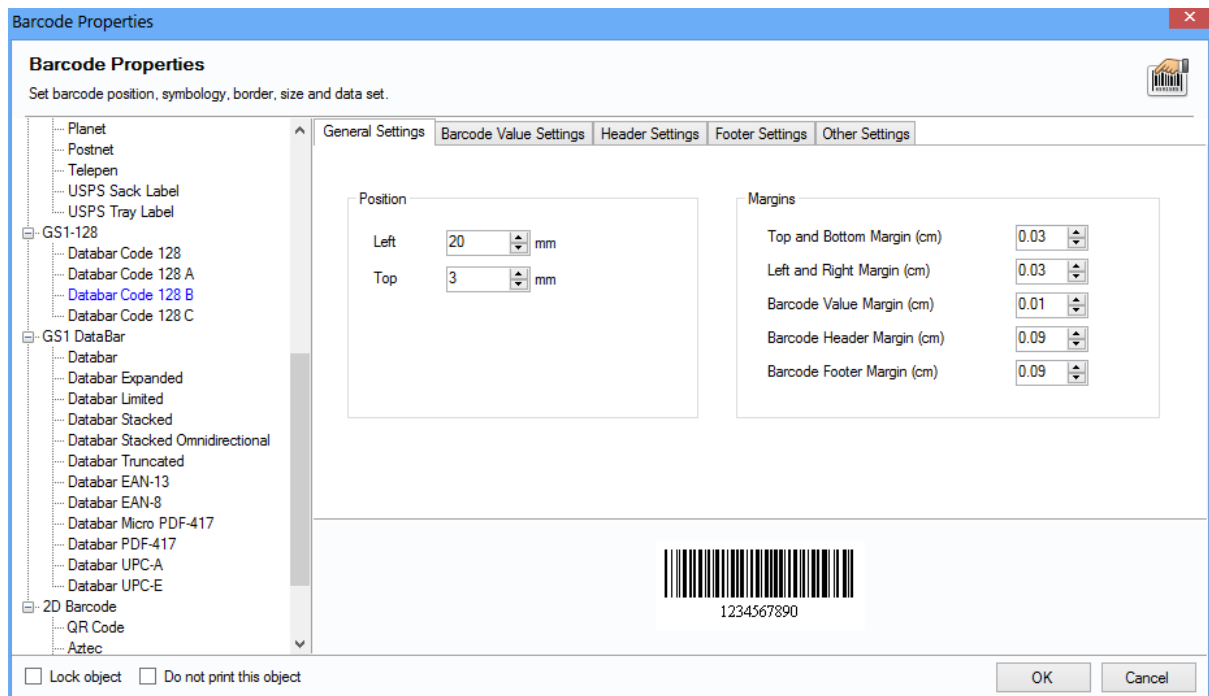 Barcode Properties
Barcode Properties
Set barcode position, symbology, border, size and data set.
Planet
Postnet
Telepen
USPS Sack Label
USPS Tray Label
GS1-128
Databar Code 128
Databar Code 128 A
Databar Code 128 B
Databar Code 128 C
GS1 DataBar
Databar
Databar Expanded
Databar Limited
Databar Stacked
Databar Stacked Omnidirectional
Databar Truncated
Databar EAN-13
Databar EAN-8
Databar Micro PDF-417
Databar PDF-417
Databar UPC-A
Databar UPC-E
2D Barcode
QR Code
Aztec
General Settings Barcode Value Settings Header Settings Footer Settings Other Settings
Position
Left 20 mm
Top 3 mm
Margins
Top and Bottom Margin (cm) 0.03
Left and Right Margin (cm) 0.03
Barcode Value Margin (cm) 0.01
Barcode Header Margin (cm) 0.09
Barcode Footer Margin (cm) 0.09
1234567890
Lock object Do not print this object
OK Cancel